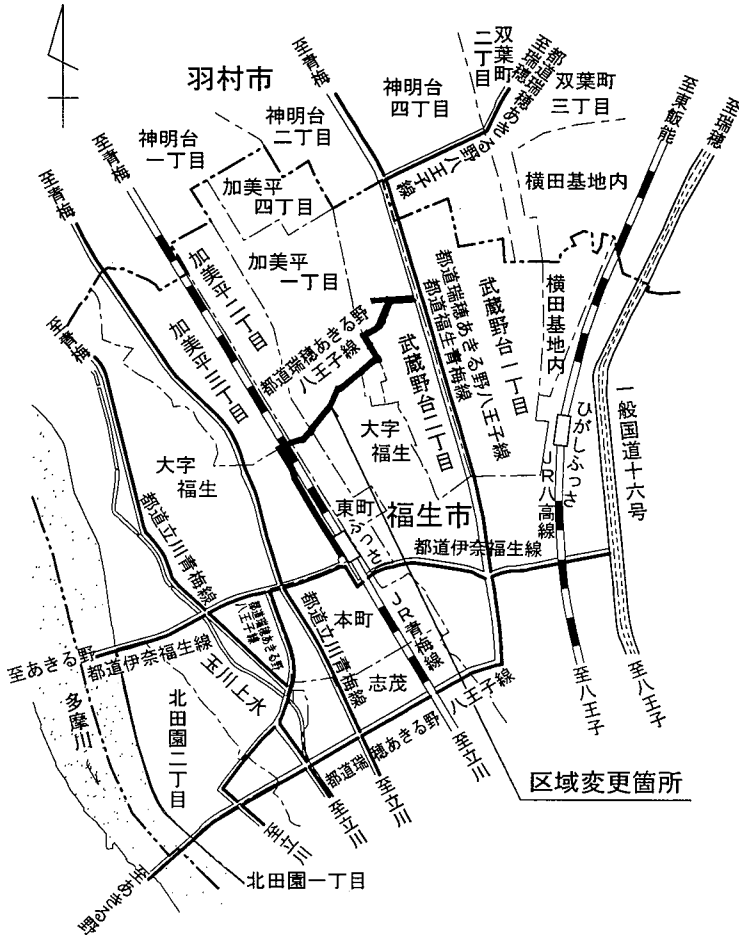 羽村市
至青梅
双葉町
二丁目
都道瑞穂あきる野八王子線
至瑞穂
双葉町
三丁目
神明台
四丁目
神明台
二丁目
神明台
一丁目
至東飯能
至瑞穂
至青梅
至青梅
加美平
四丁目
横田基地内
加美平
一丁目
加美平二丁目
加美平三丁目
至青梅
都道瑞穂あきる野
八王子線
都道瑞穂あきる野八王子線
都道福生青梅線
武蔵野台一丁目
横田基地内
武蔵野台二丁目
一般国道十六号
ひがしふっさ
JR八高線
大字
福生
大字
福生
東町
ふっさ
福生市
都道伊奈福生線
都道立川青梅線
都道瑞穂あきる野
八王子線
本町
都道立川青梅線
JR青梅線
志茂
至あきる野
都道伊奈福生線
玉川上水
多摩川
北田園二丁目
都道瑞穂あきる野
八王子線
至立川
至八王子
至八王子
区域変更箇所
至立川
至立川
至立川
北田園一丁目
至あきる野